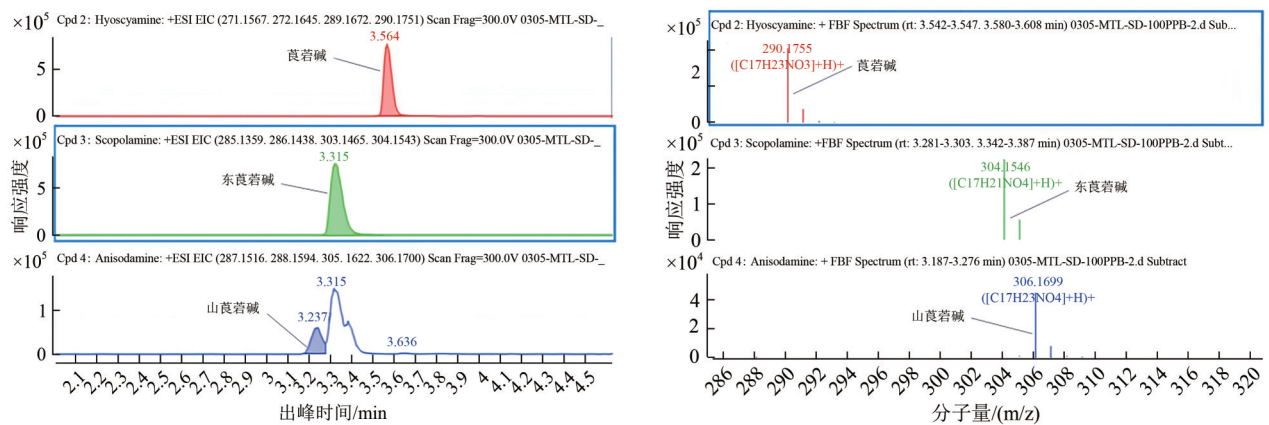 Cpd 2: Hyoscyamine: +ESI EIC (271.1567. 272.1645. 289.1672. 290.1751) Scan Frag=300.0V 0305-MTL-SD-_
×10⁵
3.564
莨菪碱
5
0
Cpd 3: Scopolamine: +ESI EIC (285.1359. 286.1438. 303.1465. 304.1543) Scan Frag=300.0V 0305-MTL-SD-_
×10⁵
3.315
东莨菪碱
5
0
响应强度
Cpd 4: Anisodamine: +ESI EIC (287.1516. 288.1594. 305. 1622. 306.1700) Scan Frag=300.0V 0305-MTL-SD-_
×10⁵
3.315
山莨菪碱
3.237
3.636
1
0
2.1 2.2 2.3 2.4 2.5 2.6 2.7 2.8 2.9 3 3.1 3.2 3.3 3.4 3.5 3.6 3.7 3.8 3.9 4 4.1 4.2 4.3 4.4 4.5
出峰时间/min
Cpd 2: Hyoscyamine: + FBF Spectrum (rt: 3.542-3.547. 3.580-3.608 min) 0305-MTL-SD-100PPB-2.d Sub...
×10⁵
290.1755
([C17H23NO3]+H)+
莨菪碱
2
0
Cpd 3: Scopolamine: +FBF Spectrum (rt: 3.281-3.303. 3.342-3.387 min) 0305-MTL-SD-100PPB-2.d Subt...
×10⁵
304.1546
([C17H21NO4]+H)+
东莨菪碱
2
1
0
响应强度
Cpd 4: Anisodamine: + FBF Spectrum (rt: 3.187-3.276 min) 0305-MTL-SD-100PPB-2.d Subtract
×10⁴
306.1699
([C17H23NO4]+H)+
山莨菪碱
4
2
0
286 288 290 292 294 296 298 300 302 304 306 308 310 312 314 316 318 320
分子量/(m/z)